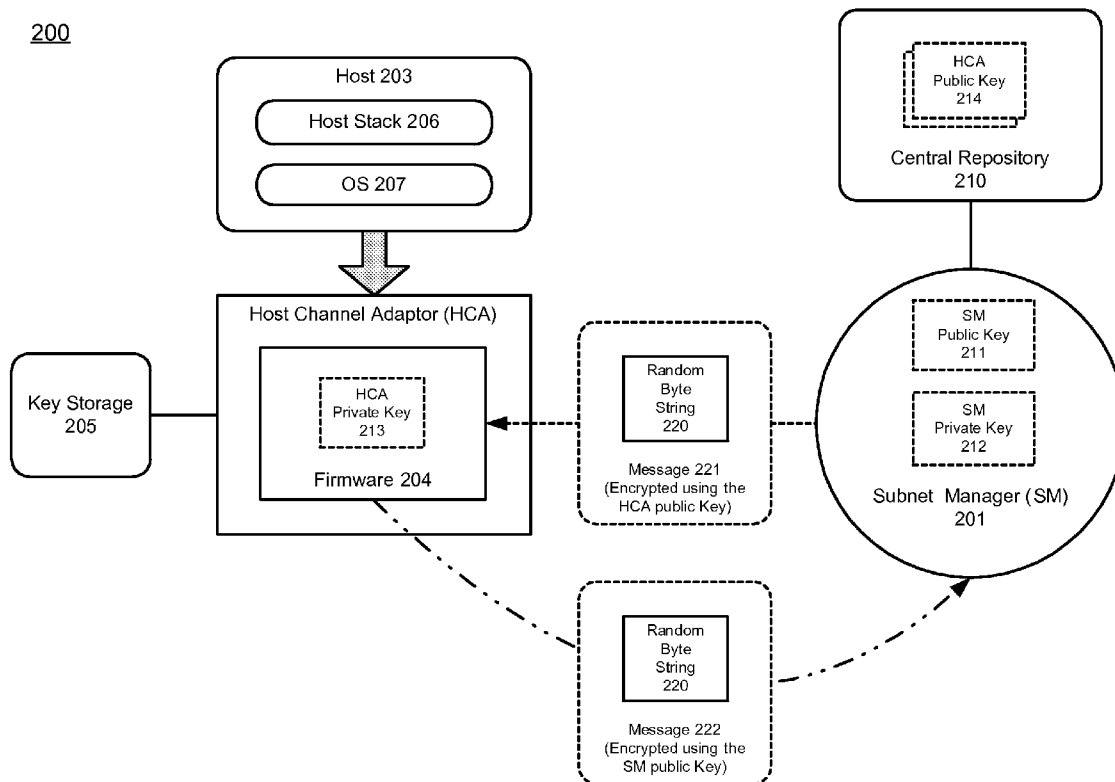 200
Host 203
Host Stack 206
OS 207
HCA
Public Key
214
Central Repository
210
Host Channel Adaptor (HCA)
HCA
Private Key
213
Firmware 204
Key Storage
205
Random
Byte
String
220
Message 221
(Encrypted using the
HCA public Key)
SM
Public Key
211
SM
Private Key
212
Subnet Manager (SM)
201
Random
Byte
String
220
Message 222
(Encrypted using the
SM public Key)